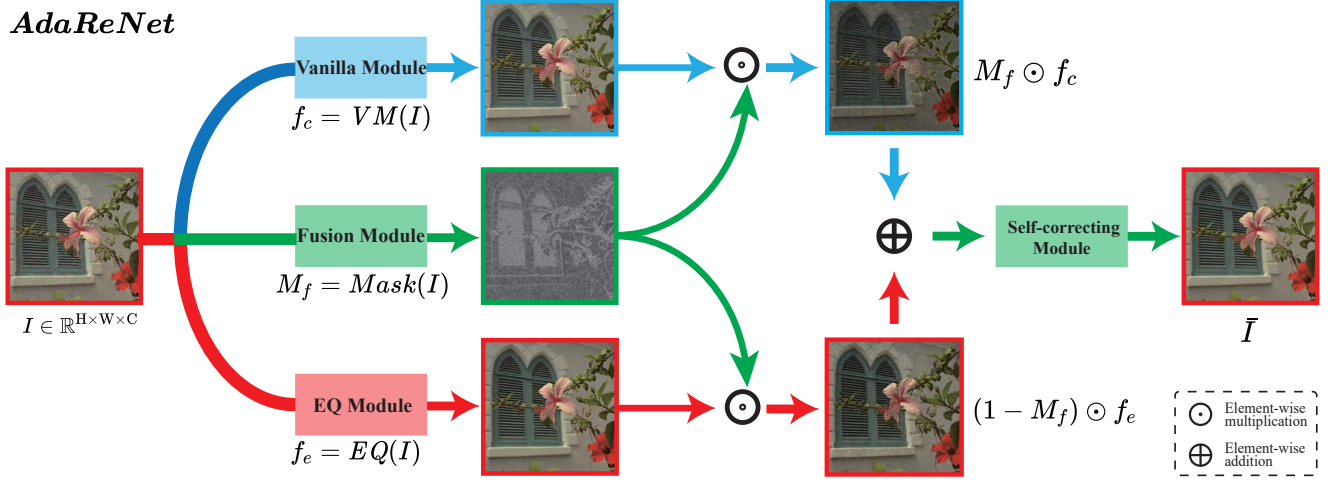 AdaReNet
Vanilla Module
f_c = VM(I)
M_f ⊙ f_c
Fusion Module
M_f = Mask(I)
I ∈ ℝ^{H×W×C}
Self-correcting
Module
Ī
EQ Module
f_e = EQ(I)
(1 − M_f) ⊙ f_e
Element-wise
multiplication
Element-wise
addition